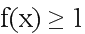 f(x) ≥ 1